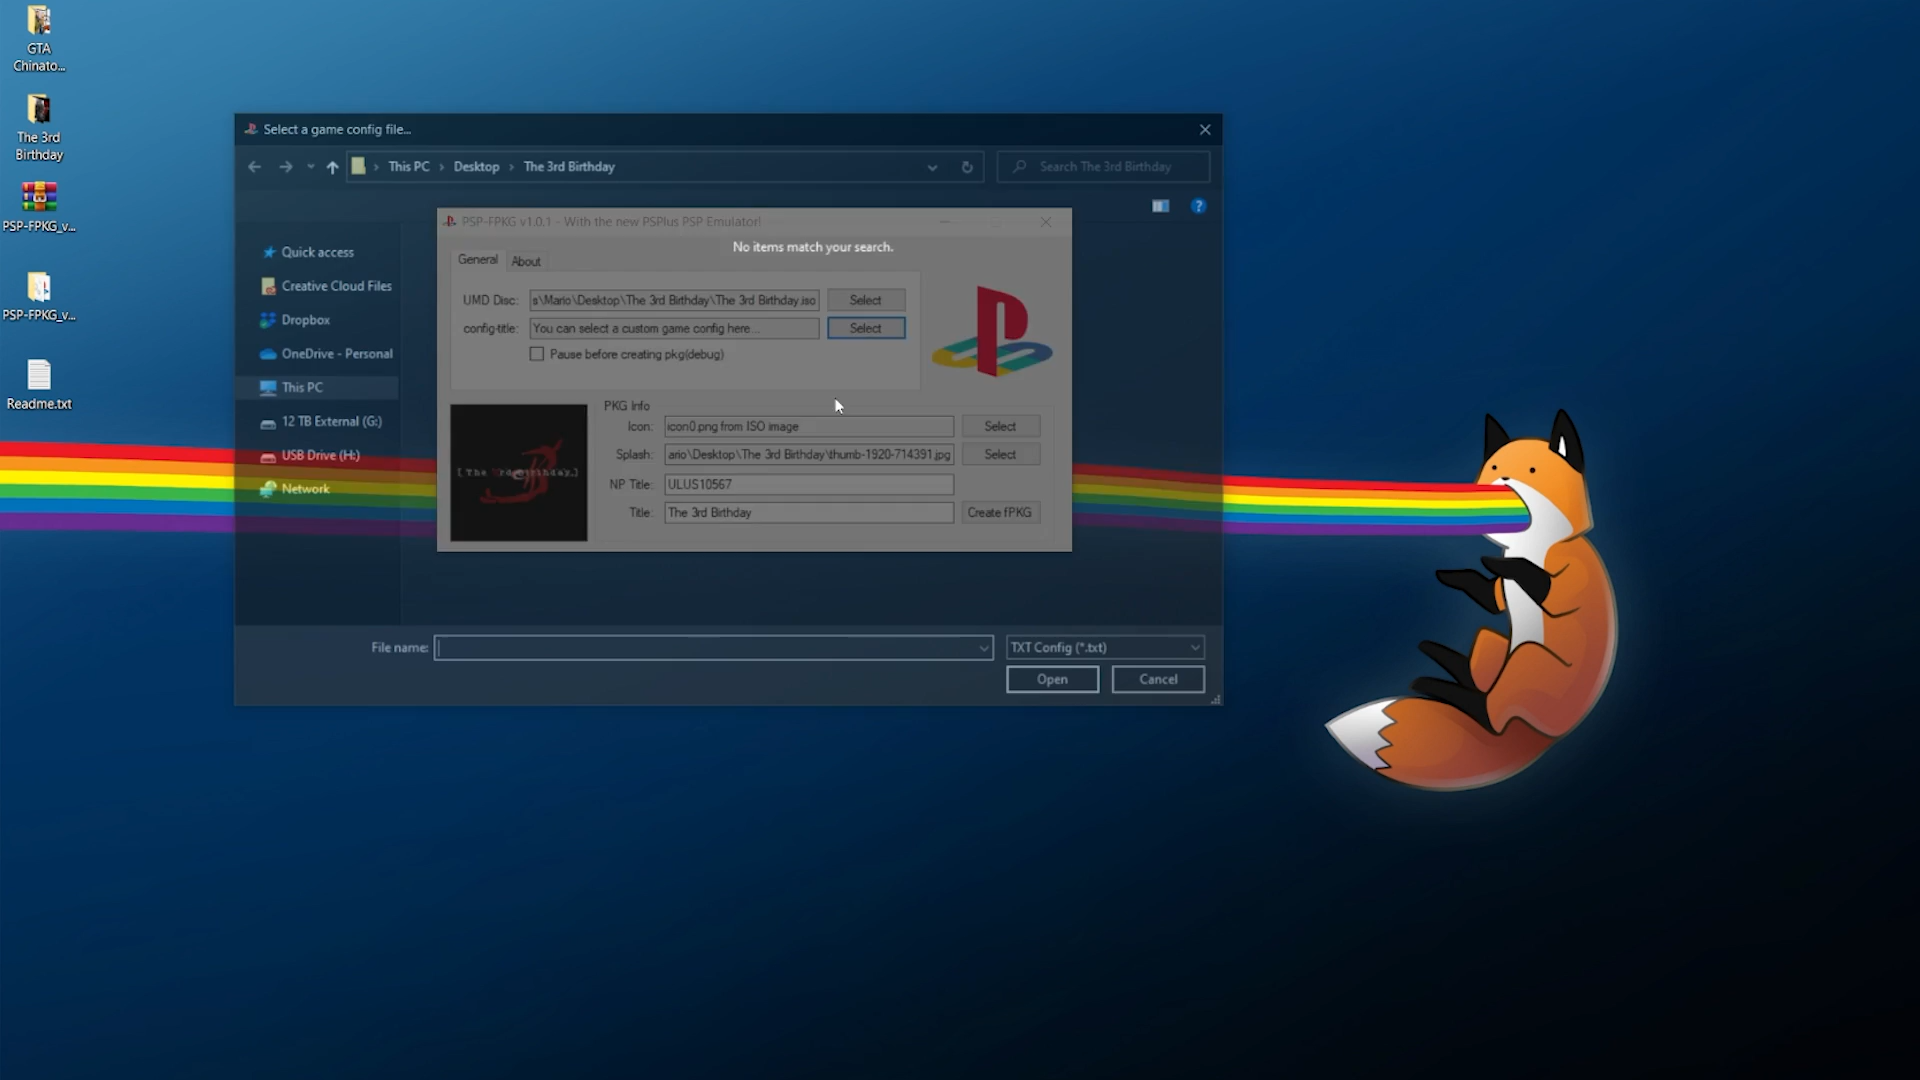 GTA
Chinato...
The 3rd
Birthday
PSP-FPKG_v...
PSP-FPKG_v...
Readme.txt
Select a game config file...
This PC > Desktop > The 3rd Birthday
Search The 3rd Birthday
Quick access
Creative Cloud Files
Dropbox
OneDrive - Personal
This PC
12 TB External (G:)
USB Drive (H:)
Network
PSP-FPKG v1.0.1 - With the new PSPlus PSP Emulator!
No items match your search.
General About
UMD Disc: s\Mario\Desktop\The 3rd Birthday\The 3rd Birthday.iso Select
config-title: You can select a custom game config here... Select
Pause before creating pkg(debug)
PKG Info
Icon: icon0.png from ISO image Select
Splash: ario\Desktop\The 3rd Birthday\thumb-1920-714391.jpg Select
NP Title: ULUS10567
Title: The 3rd Birthday Create fPKG
[The 3rd Birthday.]
File name: TXT Config (*.txt)
Open Cancel